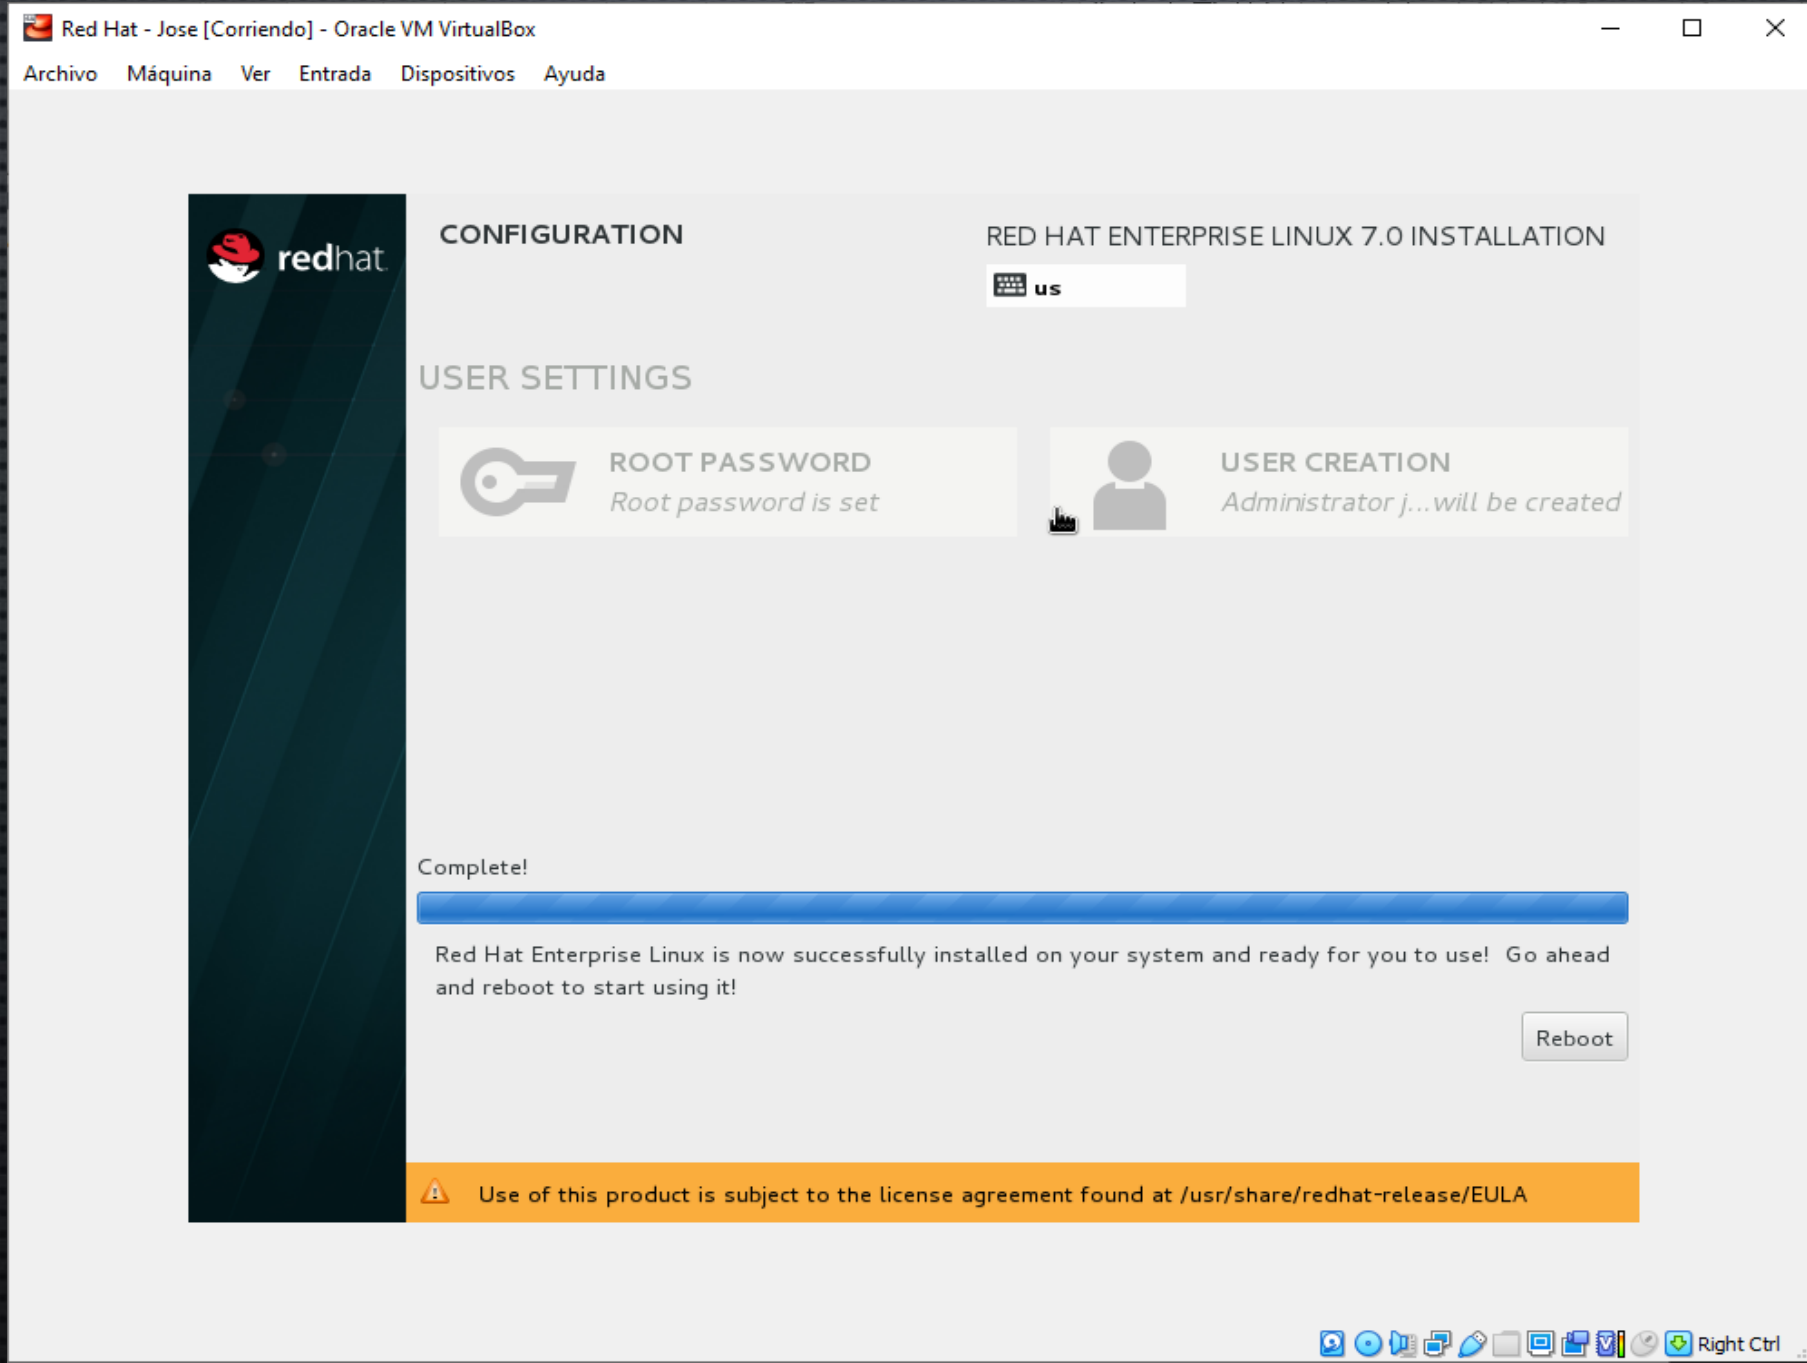 Red Hat - Jose [Corriendo] - Oracle VM VirtualBox
Archivo Máquina Ver Entrada Dispositivos Ayuda
redhat.
CONFIGURATION
RED HAT ENTERPRISE LINUX 7.0 INSTALLATION
us
USER SETTINGS
ROOT PASSWORD
Root password is set
USER CREATION
Administrator j...will be created
Complete!
Red Hat Enterprise Linux is now successfully installed on your system and ready for you to use! Go ahead
and reboot to start using it!
Reboot
Use of this product is subject to the license agreement found at /usr/share/redhat-release/EULA
Right Ctrl